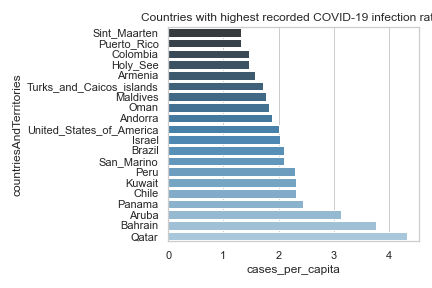 Countries with highest recorded COVID-19 infection rat
countriesAndTerritories
Sint_Maarten
Puerto_Rico
Colombia
Holy_See
Armenia
Turks_and_Caicos_islands
Maldives
Oman
Andorra
United_States_of_America
Israel
Brazil
San_Marino
Peru
Kuwait
Chile
Panama
Aruba
Bahrain
Qatar
0 1 2 3 4
cases_per_capita